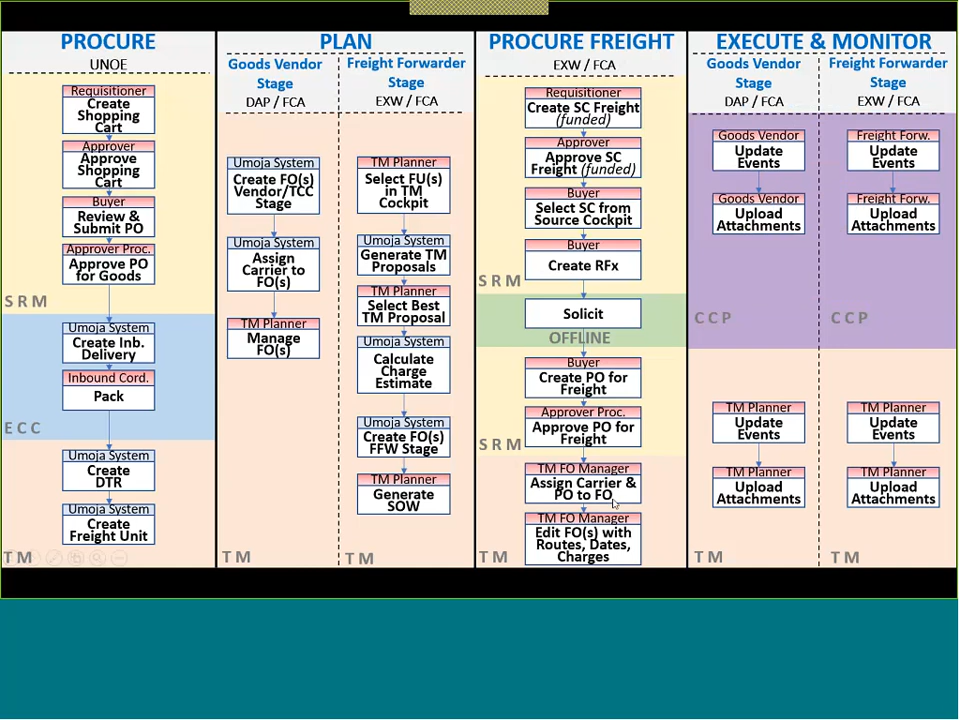 PROCURE
UNOE
Requisitioner
Create
Shopping
Cart
Approver
Approve
Shopping
Cart
Buyer
Review &
Submit PO
Approver Proc.
Approve PO
for Goods
SRM
Umoja System
Create Inb.
Delivery
Inbound Cord.
Pack
ECC
Umoja System
Create
DTR
Umoja System
Create
Freight Unit
TM
PLAN
Goods Vendor
Stage
DAP / FCA
Umoja System
Create FO(s)
Vendor/TCC
Stage
Umoja System
Assign
Carrier to
FO(s)
TM Planner
Manage
FO(s)
TM
Freight Forwarder
Stage
EXW / FCA
TM Planner
Select FU(s)
in TM
Cockpit
Umoja System
Generate TM
Proposals
TM Planner
Select Best
TM Proposal
Umoja System
Calculate
Charge
Estimate
Umoja System
Create FO(s)
FFW Stage
TM Planner
Generate
SOW
TM
PROCURE FREIGHT
EXW / FCA
Requisitioner
Create SC Freight
(funded)
Approver
Approve SC
Freight (funded)
Buyer
Select SC from
Source Cockpit
Buyer
Create RFx
SRM
Solicit
OFFLINE
Buyer
Create PO for
Freight
Approver Proc.
Approve PO for
Freight
SRM
TM FO Manager
Assign Carrier &
PO to FO
TM FO Manager
Edit FO(s) with
Routes, Dates,
Charges
TM
EXECUTE & MONITOR
Goods Vendor
Stage
DAP / FCA
Goods Vendor
Update
Events
Goods Vendor
Upload
Attachments
CCP
TM Planner
Update
Events
TM Planner
Upload
Attachments
TM
Freight Forwarder
Stage
EXW / FCA
Freight Forw.
Update
Events
Freight Forw.
Upload
Attachments
CCP
TM Planner
Update
Events
TM Planner
Upload
Attachments
TM